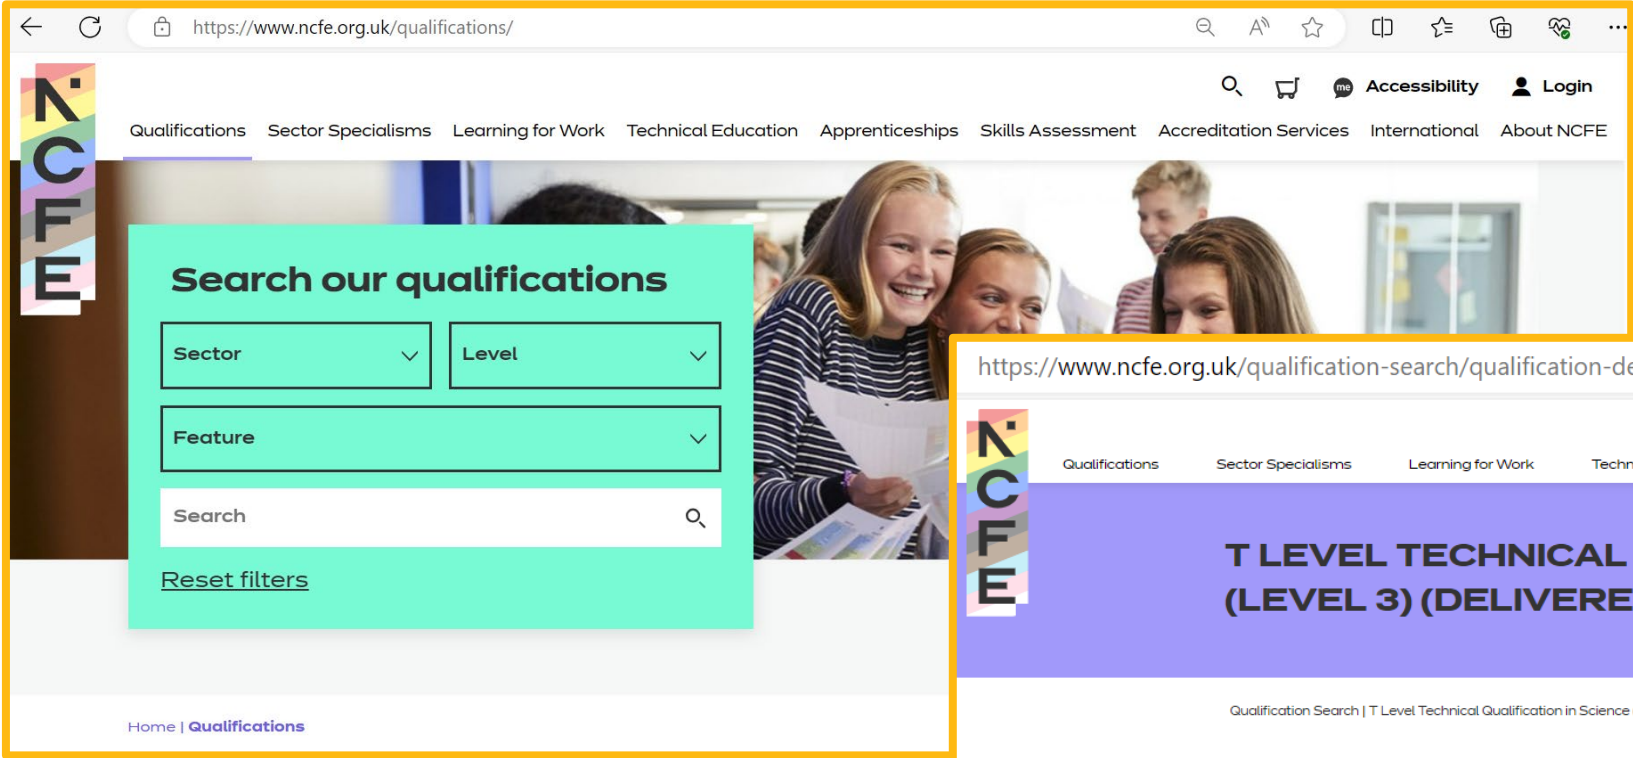 https://www.ncfe.org.uk/qualifications/
NCFE
me Accessibility Login
Qualifications Sector Specialisms Learning for Work Technical Education Apprenticeships Skills Assessment Accreditation Services International About NCFE
Search our qualifications
Sector Level
Feature
Search
Reset filters
Home | Qualifications
https://www.ncfe.org.uk/qualification-search/qualification-de
NCFE
Qualifications Sector Specialisms Learning for Work Techn
T LEVEL TECHNICAL
(LEVEL 3) (DELIVERE
Qualification Search | T Level Technical Qualification in Science